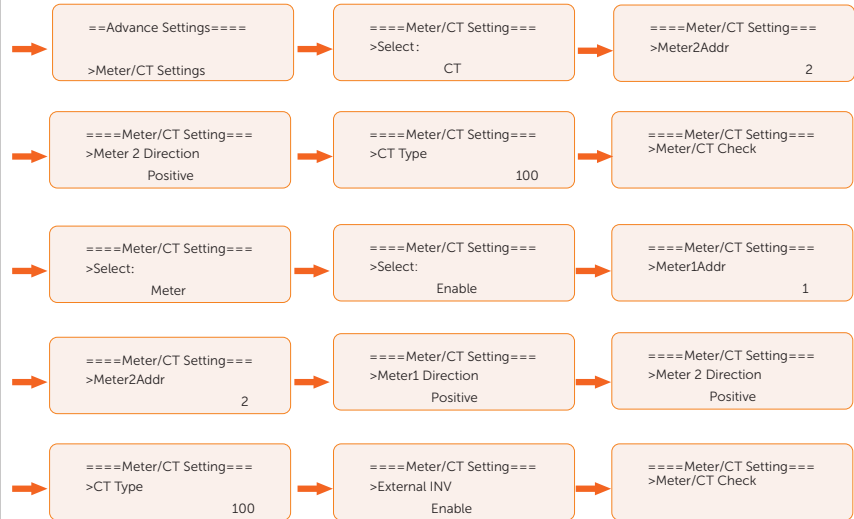 ==Advance Settings====
>Meter/CT Settings
====Meter/CT Setting===
>Select:
CT
====Meter/CT Setting===
>Meter2Addr
2
====Meter/CT Setting===
>Meter 2 Direction
Positive
====Meter/CT Setting===
>CT Type
100
====Meter/CT Setting===
>Meter/CT Check
====Meter/CT Setting===
>Select:
Meter
====Meter/CT Setting===
>Select:
Enable
====Meter/CT Setting===
>Meter1Addr
1
====Meter/CT Setting===
>Meter2Addr
2
====Meter/CT Setting===
>Meter1 Direction
Positive
====Meter/CT Setting===
>Meter 2 Direction
Positive
====Meter/CT Setting===
>CT Type
100
====Meter/CT Setting===
>External INV
Enable
====Meter/CT Setting===
>Meter/CT Check